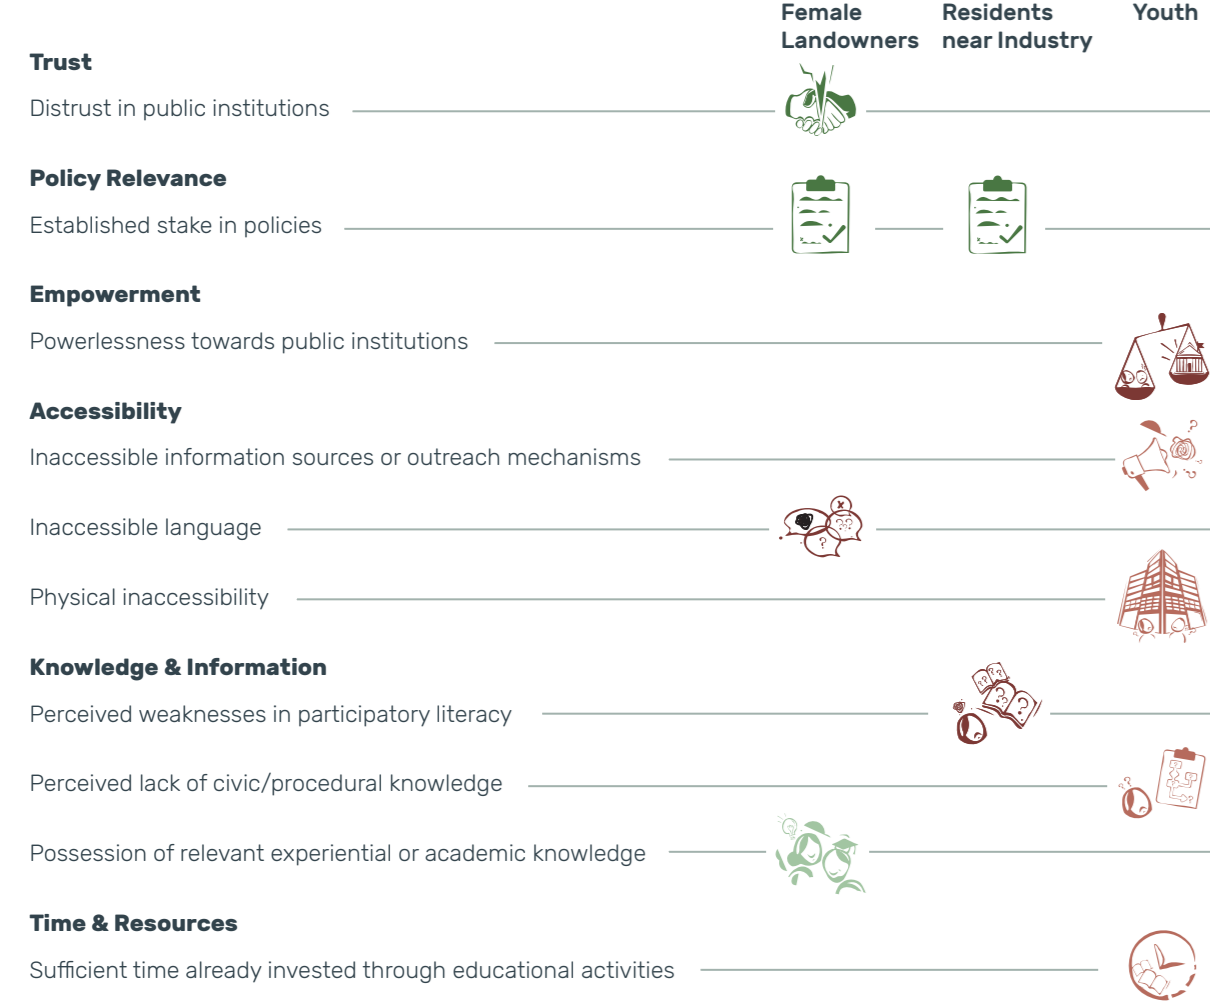 Female
Landowners
Residents
near Industry
Youth
Trust
Distrust in public institutions
Policy Relevance
Established stake in policies
Empowerment
Powerlessness towards public institutions
Accessibility
Inaccessible information sources or outreach mechanisms
Inaccessible language
Physical inaccessibility
Knowledge & Information
Perceived weaknesses in participatory literacy
Perceived lack of civic/procedural knowledge
Possession of relevant experiential or academic knowledge
Time & Resources
Sufficient time already invested through educational activities